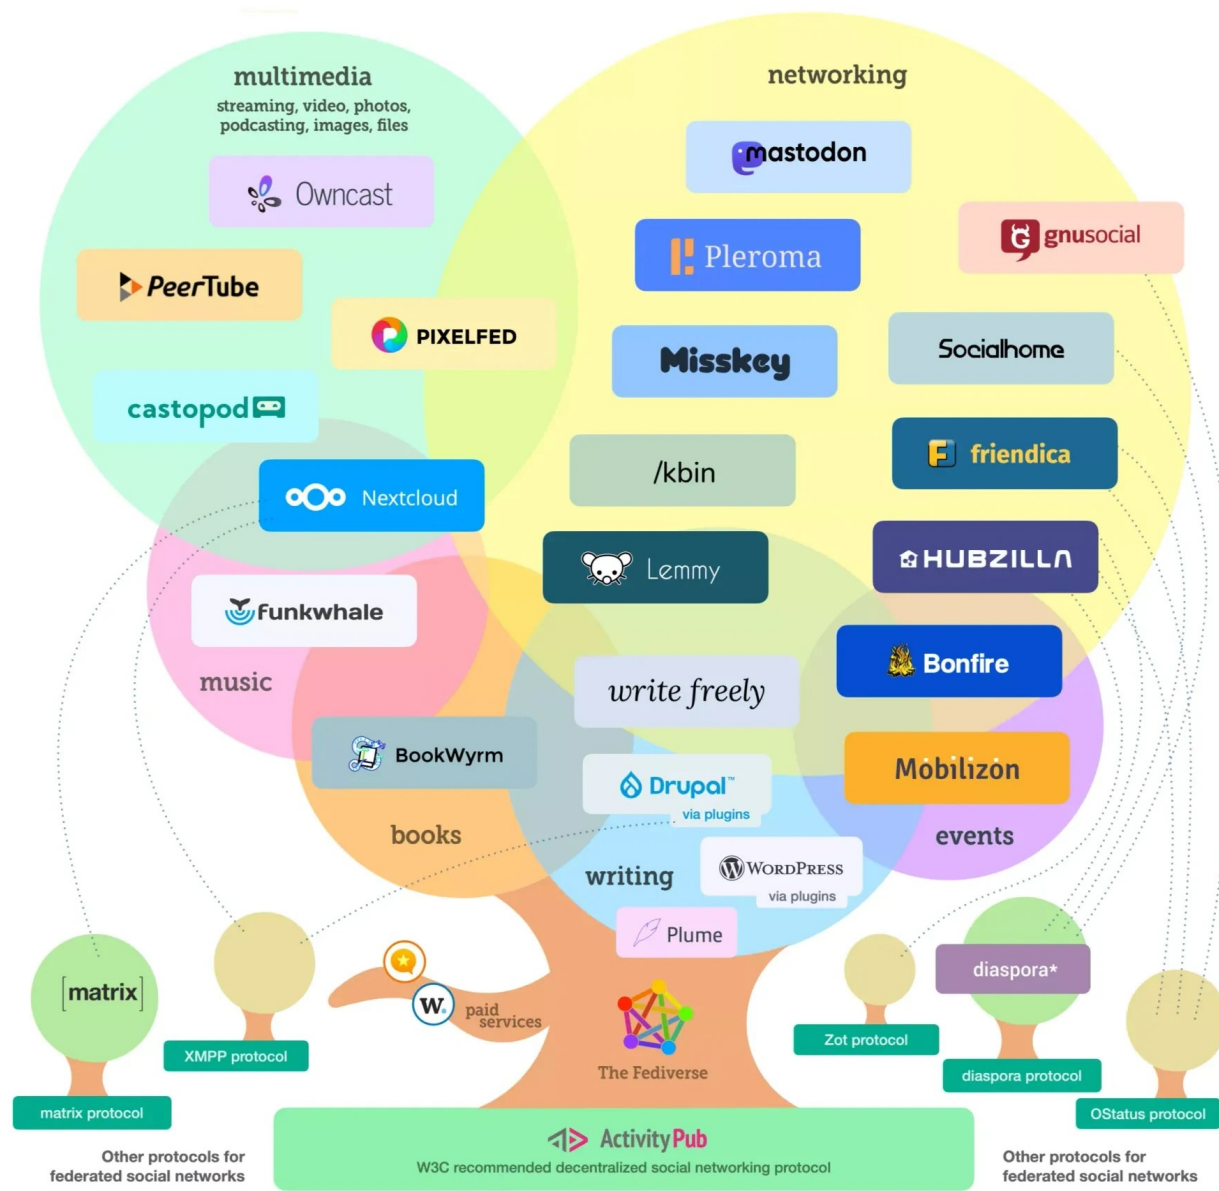 multimedia
streaming, video, photos,
podcasting, images, files
networking
mastodon
Owncast
Pleroma
gnusocial
PeerTube
PIXELFED
Misskey
Socialhome
castopod
/kbin
friendica
Nextcloud
Lemmy
HUBZILLA
Funkwhale
music
write freely
Bonfire
BookWyrm
Drupal™
via plugins
Mobilizon
books
events
writing
WORDPRESS
via plugins
Plume
[matrix]
matrix protocol
XMPP protocol
W.
paid
services
The Fediverse
Zot protocol
diaspora*
diaspora protocol
OStatus protocol
Other protocols for
federated social networks
ActivityPub
W3C recommended decentralized social networking protocol
Other protocols for
federated social networks